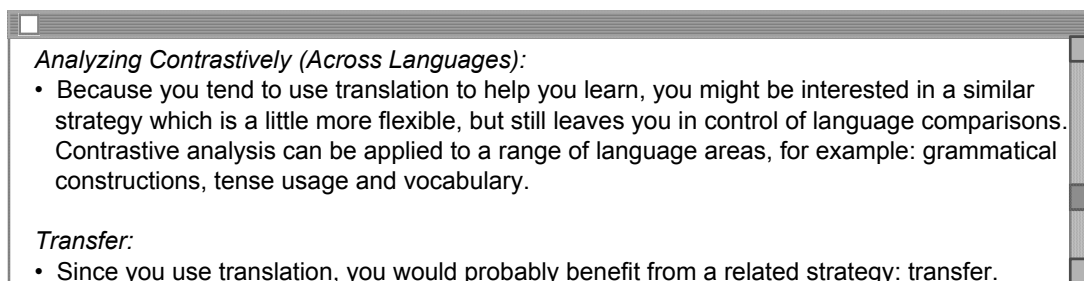 Analyzing Contrastively (Across Languages):
• Because you tend to use translation to help you learn, you might be interested in a similar
strategy which is a little more flexible, but still leaves you in control of language comparisons.
Contrastive analysis can be applied to a range of language areas, for example: grammatical
constructions, tense usage and vocabulary.
Transfer:
• Since you use translation, you would probably benefit from a related strategy: transfer.